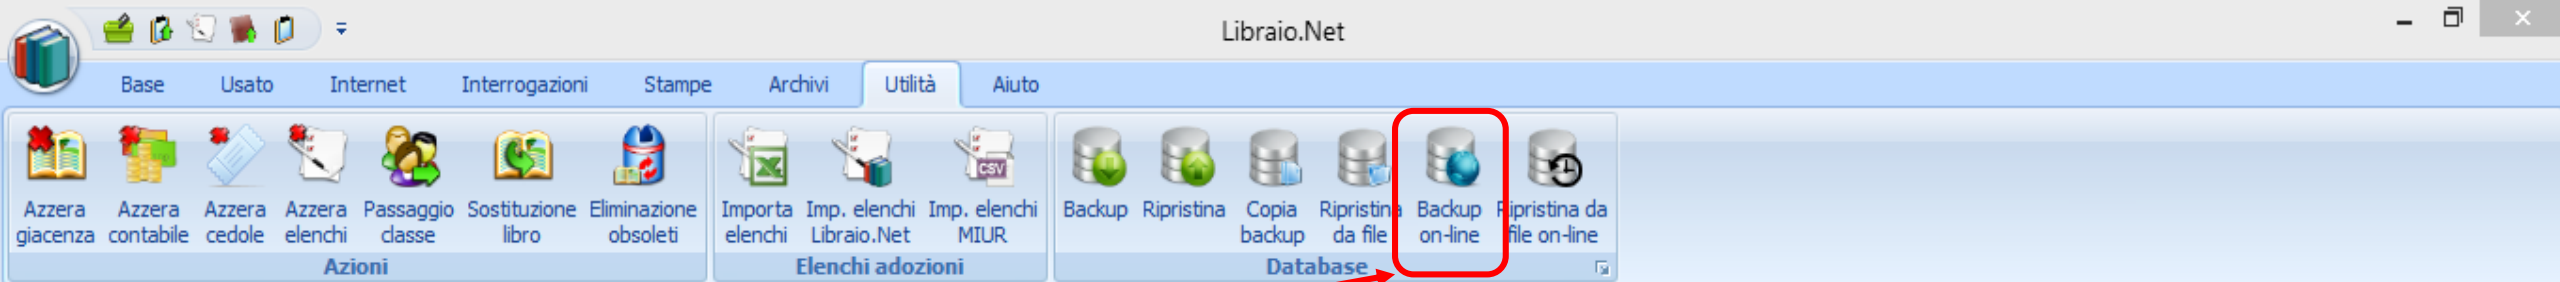 Libraio.Net
Base Usato Internet Interrogazioni Stampe Archivi Utilità Aiuto
Azzera giacenza
Azzera contabile
Azzera cedole
Azzera elenchi
Passaggio classe
Sostituzione libro
Eliminazione obsoleti
Azioni
Importa elenchi
Imp. elenchi Libraio.Net
CSV
Imp. elenchi MIUR
Elenchi adozioni
Backup
Ripristina
Copia backup
Ripristina da file
Backup on-line
Ripristina da file on-line
Database